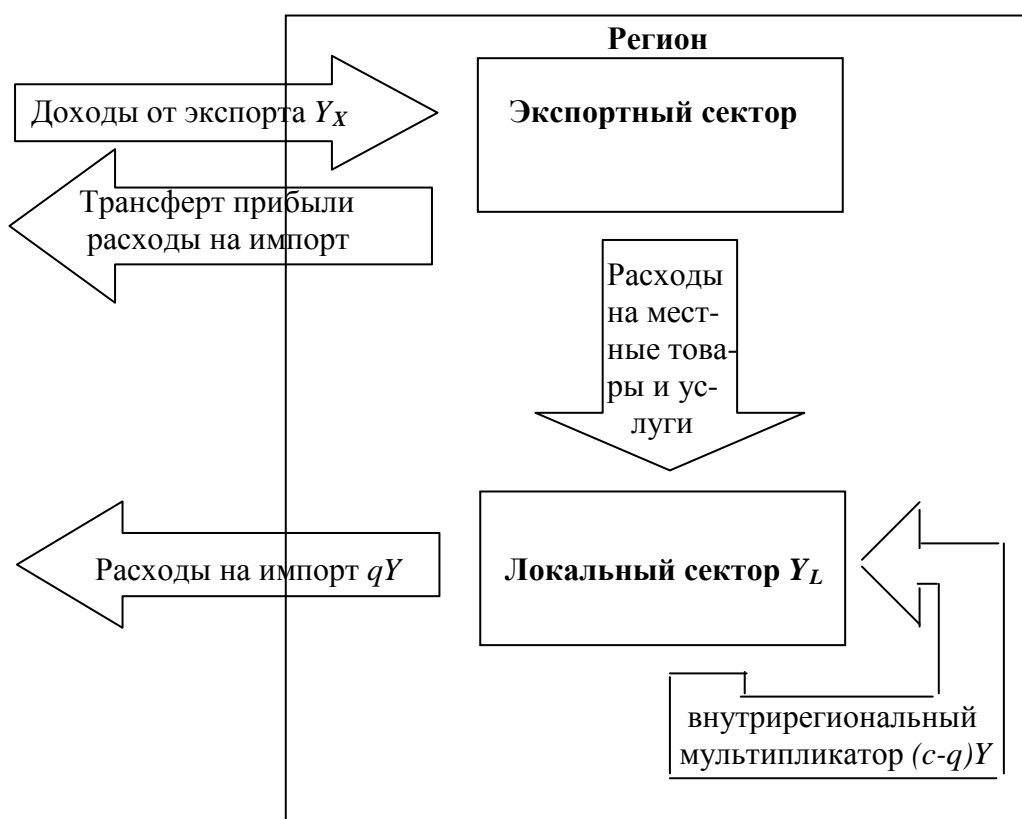 Регион
Доходы от экспорта Y_X
Экспортный сектор
Трансферт прибыли
расходы на импорт
Расходы
на мест-
ные това-
ры и ус-
луги
Расходы на импорт qY
Локальный сектор Y_L
внутрирегиональный
мультипликатор (c-q)Y